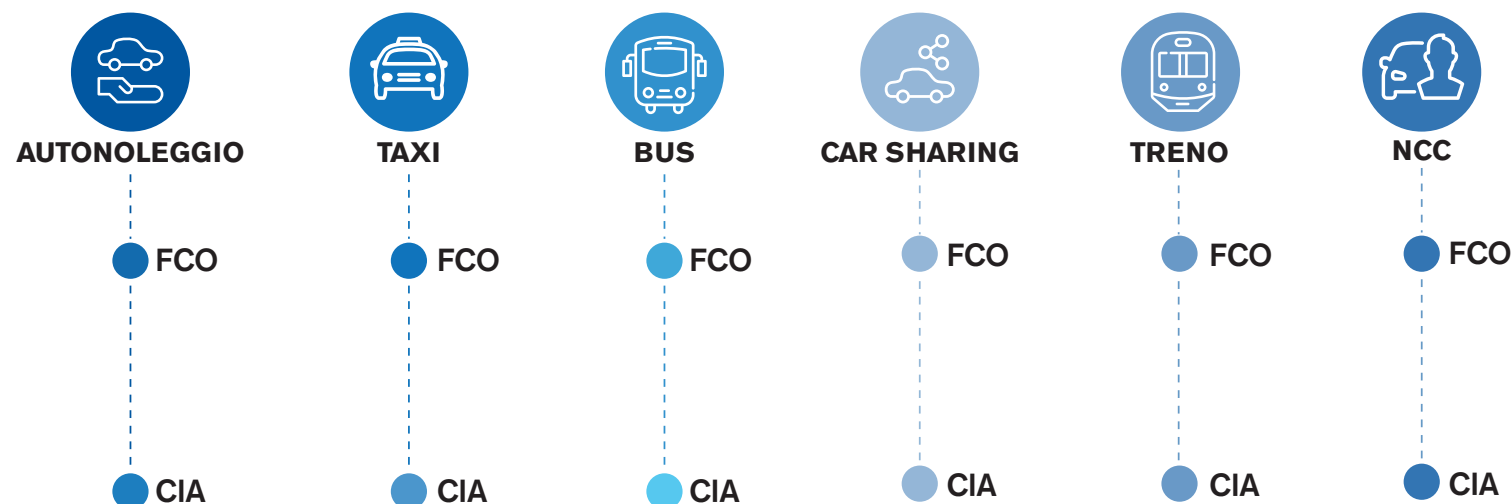 AUTONOLEGGIO
TAXI
BUS
CAR SHARING
TRENO
NCC
FCO
FCO
FCO
FCO
FCO
FCO
CIA
CIA
CIA
CIA
CIA
CIA